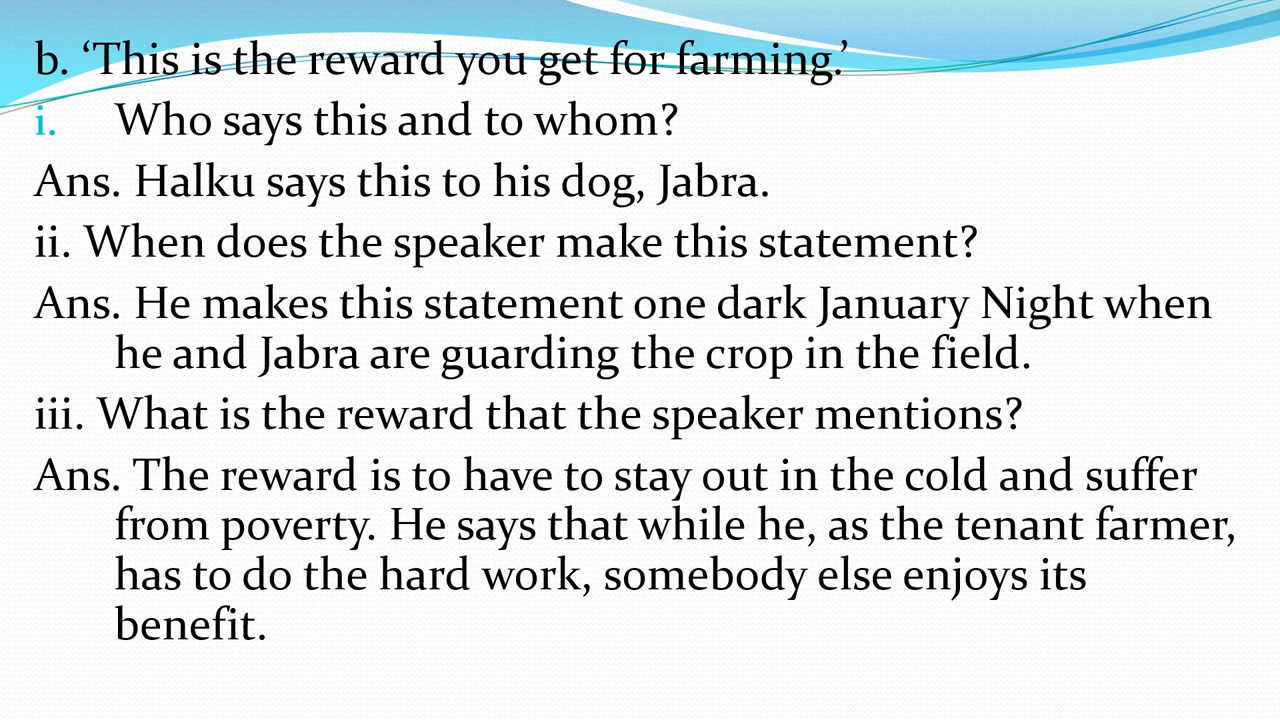 b. ‘This is the reward you get for farming.’
i. Who says this and to whom?
Ans. Halku says this to his dog, Jabra.
ii. When does the speaker make this statement?
Ans. He makes this statement one dark January Night when
he and Jabra are guarding the crop in the field.
iii. What is the reward that the speaker mentions?
Ans. The reward is to have to stay out in the cold and suffer
from poverty. He says that while he, as the tenant farmer,
has to do the hard work, somebody else enjoys its
benefit.